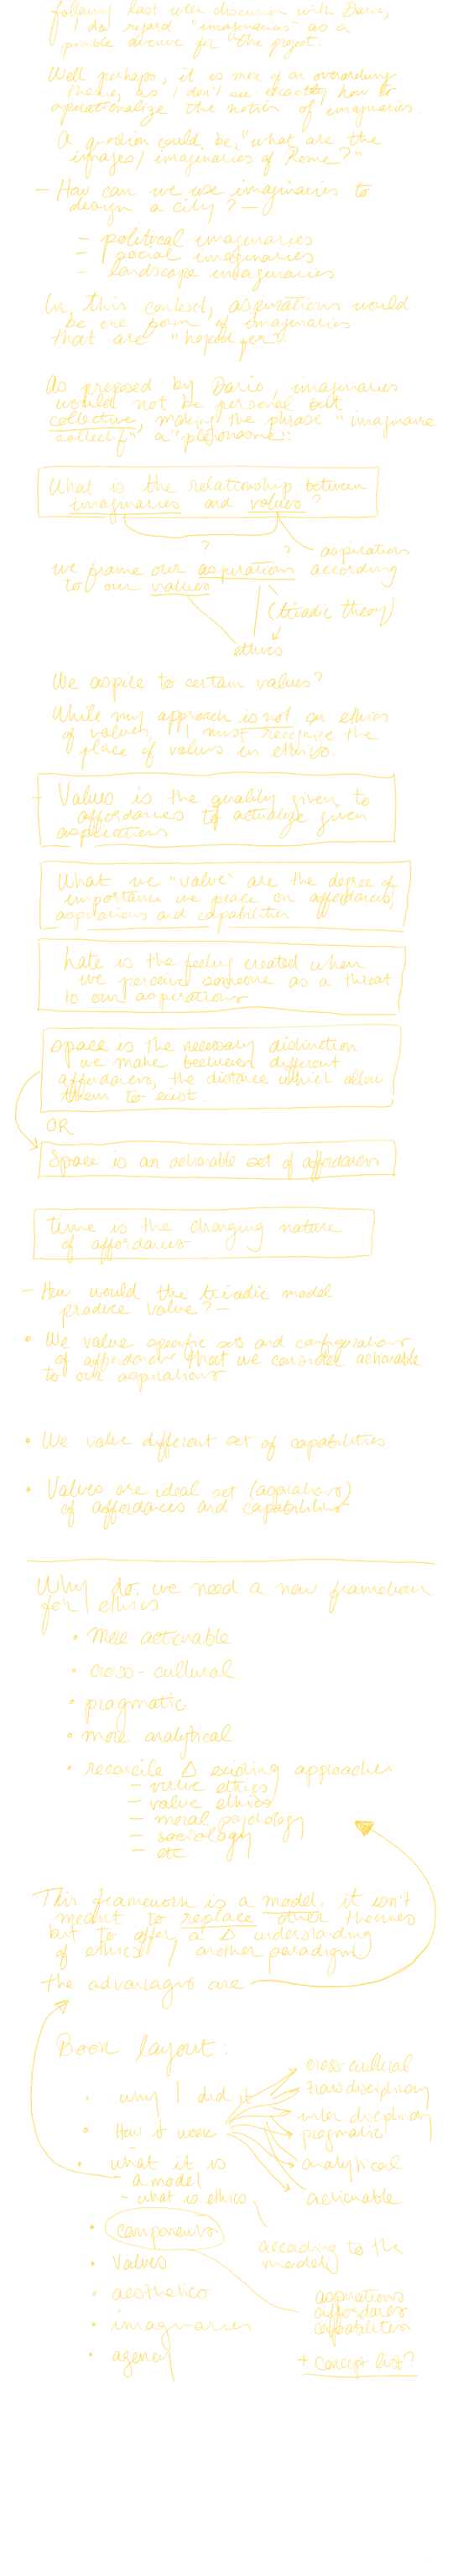 following last week discussion with Dario,
I do regard "imaginaries" as a
possible avenue for the project.
Well perhaps, it is more of an overarching
theme, as I don't see exactly how to
operationalize the notion of imaginaries.
A question could be, "what are the
images/imaginaries of Rome?"
- How can we use imaginaries to
design a city? -
- political imaginaries
- social imaginaries
- landscape imaginaries
In this context, aspirations would
be one form of imaginaries
that are "hoped for".
As proposed by Dario, imaginaries
would not be personal but
collective, making the phrase "imaginaire
collectif" a "pleonasme".
What is the relationship between
imaginaries and values?
? ? aspirations
we frame our aspirations according
to our values
(triadic theory)
ethics
We aspire to certain values?
While my approach is not an ethics
of values, I must recognize the
place of values in ethics.
- Values is the quality given to
affordances to actualize given
aspirations
What we "value" are the degree of
importance we place on affordances,
aspirations and capabilities
hate is the feeling created when
we perceive someone as a threat
to our aspirations
space is the necessary distinction
we make between different
affordances, the distance which allow
them to exist.
OR
Space is an actionable set of affordances
time is the changing nature
of affordances
- How would the triadic model
produce value? -
• We value specific sets and configurations
of affordances that we consider actionable
to our aspirations
• We value different set of capabilities
• Values are ideal set (aspirations)
of affordances and capabilities
Why do we need a new framework
for ethics
• more actionable
• cross-cultural
• pragmatic
• more analytical
• reconcile Δ existing approaches
- virtue ethics
- value ethics
- moral psychology
- sociology
- etc
This framework is a model. it isn't
meant to replace other theories
but to offer a Δ understanding
of ethics / another paradigm
the advantages are
Book layout:
• why I did it
• How it work
• what it is
a model
- what is ethics
• components
• values
• aesthetics
• imaginaries
• agency
cross-cultural
transdisciplinary
interdisciplinary
pragmatic
analytical
actionable
according to the
model
aspirations
affordances
capabilities
+ concept list?